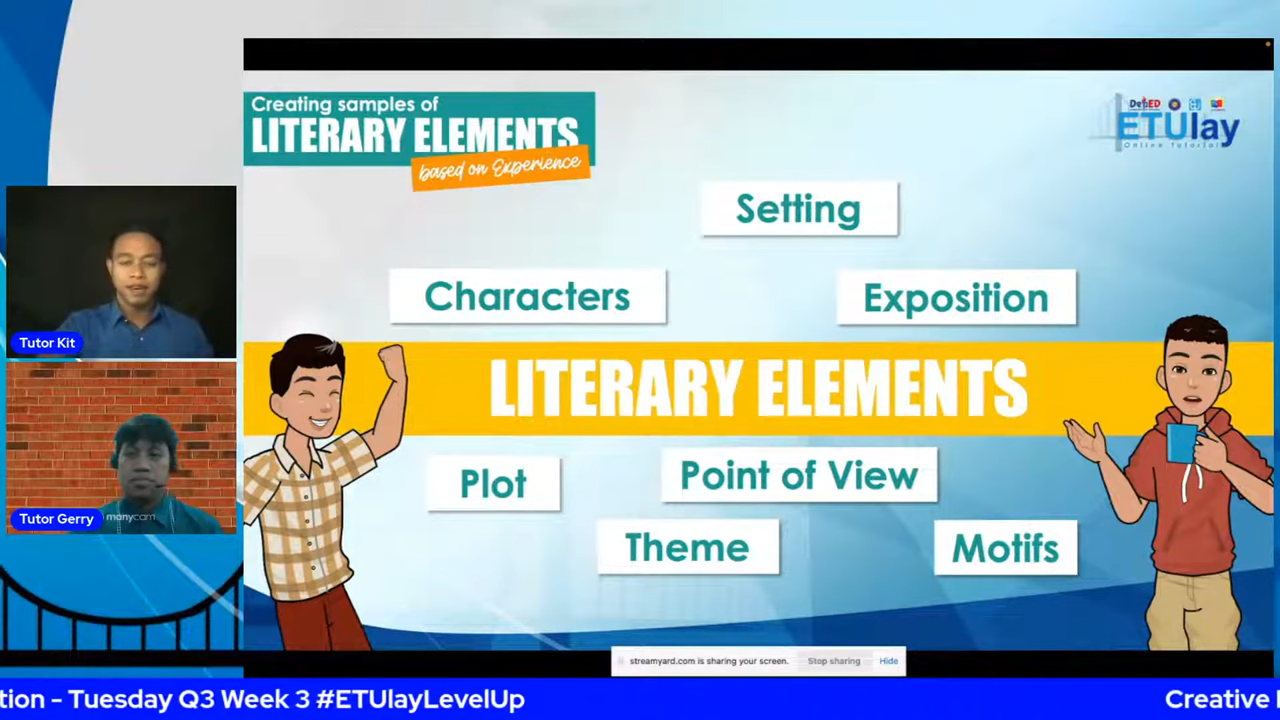 Creating samples of
LITERARY ELEMENTS
based on Experience
DepED
ETUlay
Online Tutorial
Setting
Characters
Exposition
LITERARY ELEMENTS
Plot
Point of View
Theme
Motifs
Tutor Kit
Tutor Gerry
manycam
streamyard.com is sharing your screen.
Stop sharing
Hide
tion - Tuesday Q3 Week 3 #ETUlayLevelUp
Creative